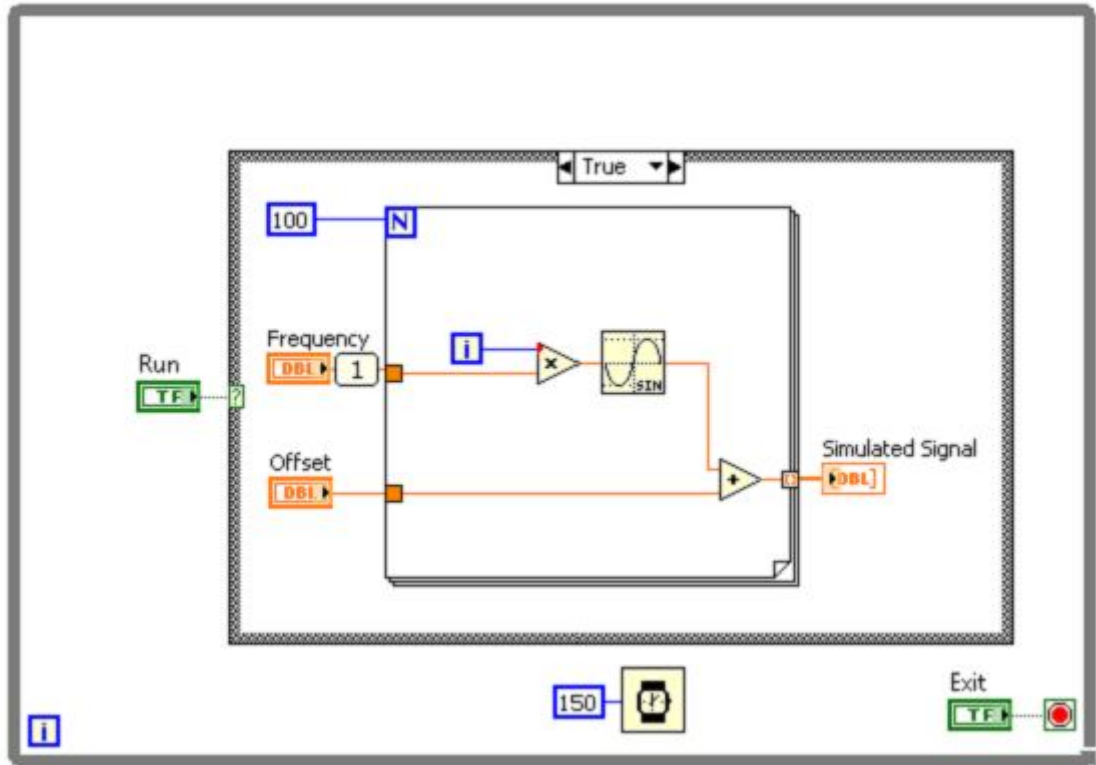 True
100
N
Frequency
i
DBL
1
×
SIN
Run
TF
?
Offset
DBL
+
Simulated Signal
[DBL]
150
Exit
TF
i